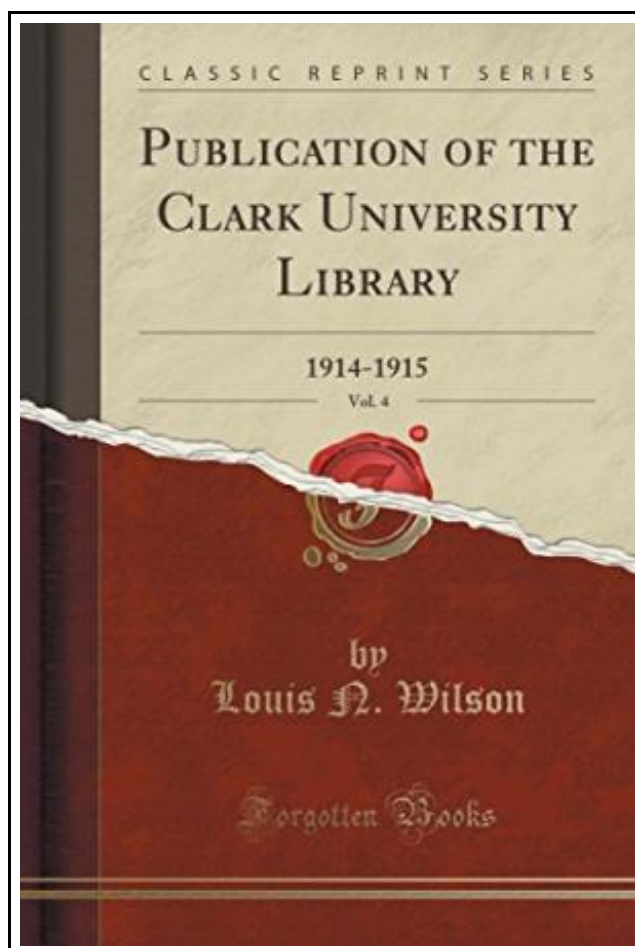 CLASSIC REPRINT SERIES
PUBLICATION OF THE
CLARK UNIVERSITY
LIBRARY
1914-1915
Vol. 4
by
Louis N. Wilson
Forgotten Books